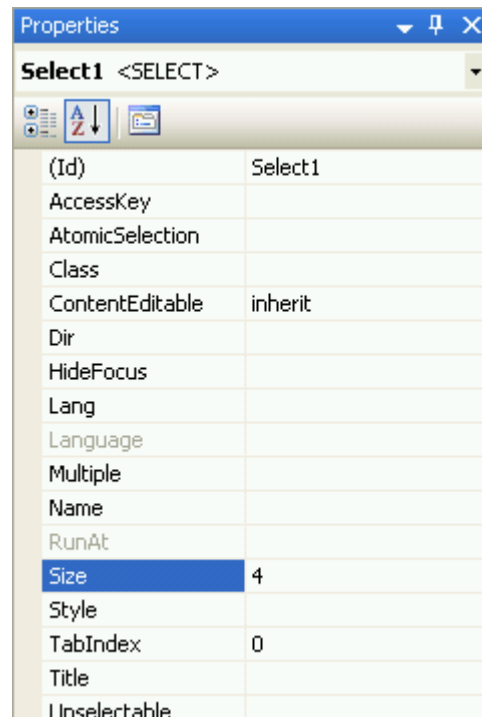 Properties
Select1 <SELECT>
(Id) Select1
AccessKey
AtomicSelection
Class
ContentEditable inherit
Dir
HideFocus
Lang
Language
Multiple
Name
RunAt
Size 4
Style
TabIndex 0
Title
Unselectable